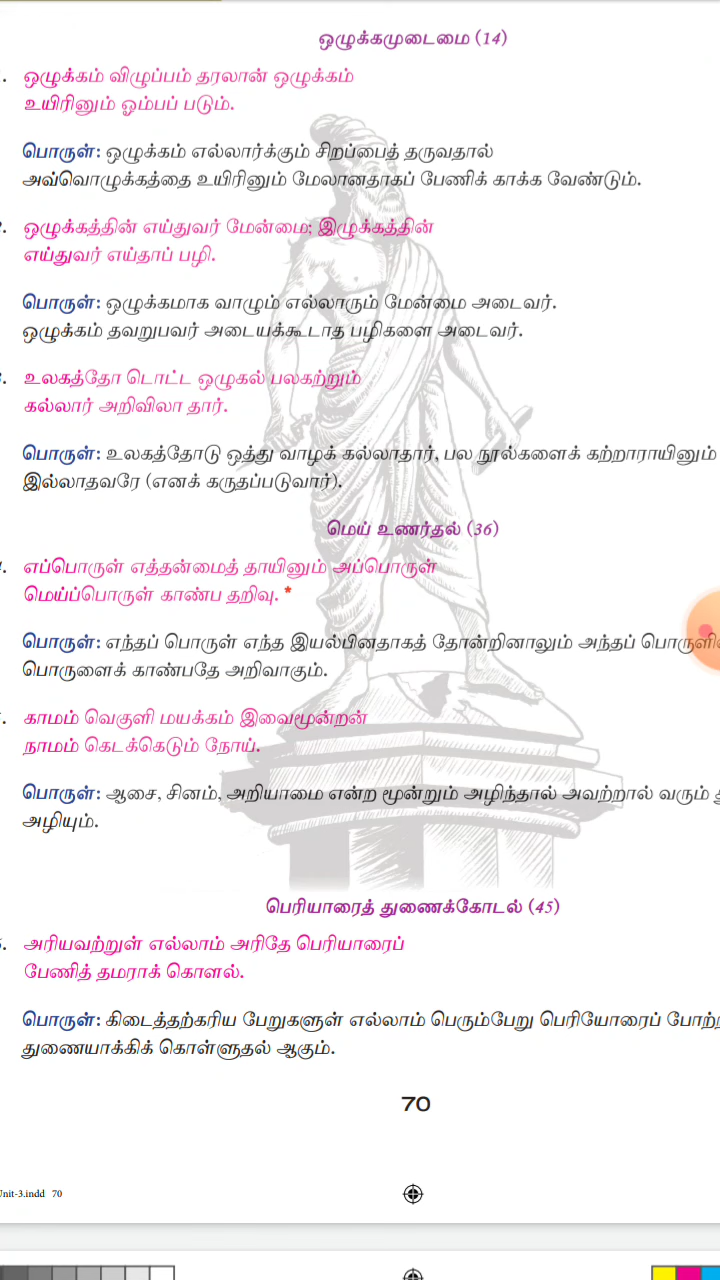 ஒழுக்கமுடைமை (14)
. ஒழுக்கம் விழுப்பம் தரலான் ஒழுக்கம்
உயிரினும் ஓம்பப் படும்.
பொருள்: ஒழுக்கம் எல்லார்க்கும் சிறப்பைத் தருவதால்
அவ்வொழுக்கத்தை உயிரினும் மேலானதாகப் பேணிக் காக்க வேண்டும்.
. ஒழுக்கத்தின் எய்துவர் மேன்மை; இழுக்கத்தின்
எய்துவர் எய்தாப் பழி.
பொருள்: ஒழுக்கமாக வாழும் எல்லாரும் மேன்மை அடைவர்.
ஒழுக்கம் தவறுபவர் அடையக்கூடாத பழிகளை அடைவர்.
. உலகத்தோ டொட்ட ஒழுகல் பலகற்றும்
கல்லார் அறிவிலா தார்.
பொருள்: உலகத்தோடு ஒத்து வாழக் கல்லாதார், பல நூல்களைக் கற்றாராயினும்
இல்லாதவரே (எனக் கருதப்படுவார்).
மெய் உணர்தல் (36)
. எப்பொருள் எத்தன்மைத் தாயினும் அப்பொருள்
மெய்ப்பொருள் காண்ப தறிவு. *
பொருள்: எந்தப் பொருள் எந்த இயல்பினதாகத் தோன்றினாலும் அந்தப்
பொருளைக் காண்பதே அறிவாகும்.
. காமம் வெகுளி மயக்கம் இவைமூன்றன்
நாமம் கெடக்கெடும் நோய்.
பொருள்: ஆசை, சினம், அறியாமை என்ற மூன்றும் அழிந்தால் அவற்றால் வரும்
அழியும்.
பெரியாரைத் துணைக்கோடல் (45)
. அரியவற்றுள் எல்லாம் அரிதே பெரியாரைப்
பேணித் தமராக் கொளல்.
பொருள்: கிடைத்தற்கரிய பேறுகளுள் எல்லாம் பெரும்பேறு பெரியோரைப்
துணையாக்கிக் கொள்ளுதல் ஆகும்.
70
Unit-3.indd 70